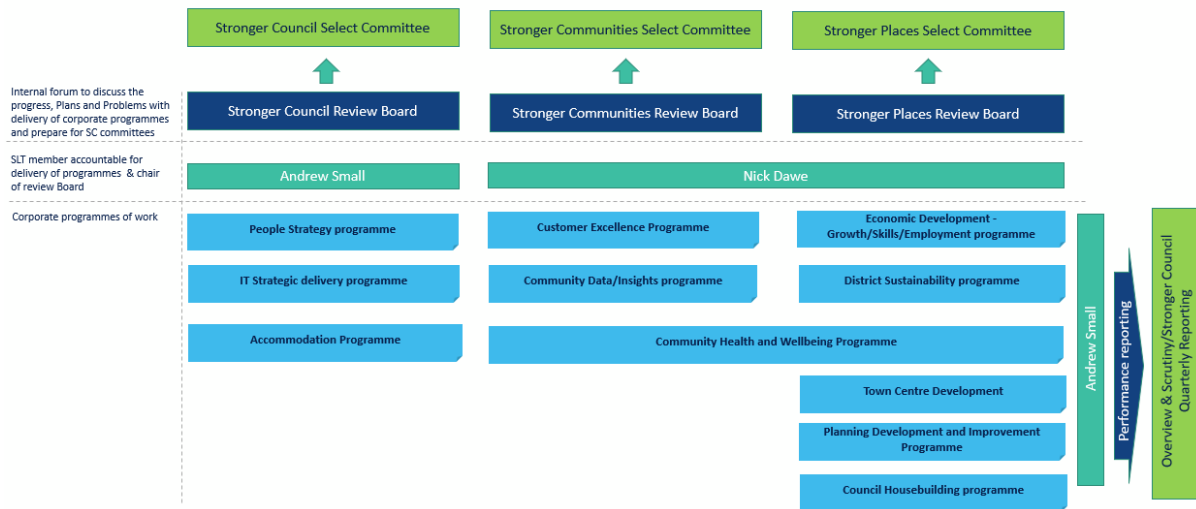 Stronger Council Select Committee
Stronger Communities Select Committee
Stronger Places Select Committee
Internal forum to discuss the
progress, Plans and Problems with
delivery of corporate programmes
and prepare for SC committees
Stronger Council Review Board
Stronger Communities Review Board
Stronger Places Review Board
SLT member accountable for
delivery of programmes & chair
of review Board
Andrew Small
Nick Dawe
Corporate programmes of work
People Strategy programme
Customer Excellence Programme
Economic Development -
Growth/Skills/Employment programme
IT Strategic delivery programme
Community Data/Insights programme
District Sustainability programme
Accommodation Programme
Community Health and Wellbeing Programme
Town Centre Development
Planning Development and Improvement
Programme
Council Housebuilding programme
Andrew Small
Performance reporting
Overview & Scrutiny/Stronger Council
Quarterly Reporting